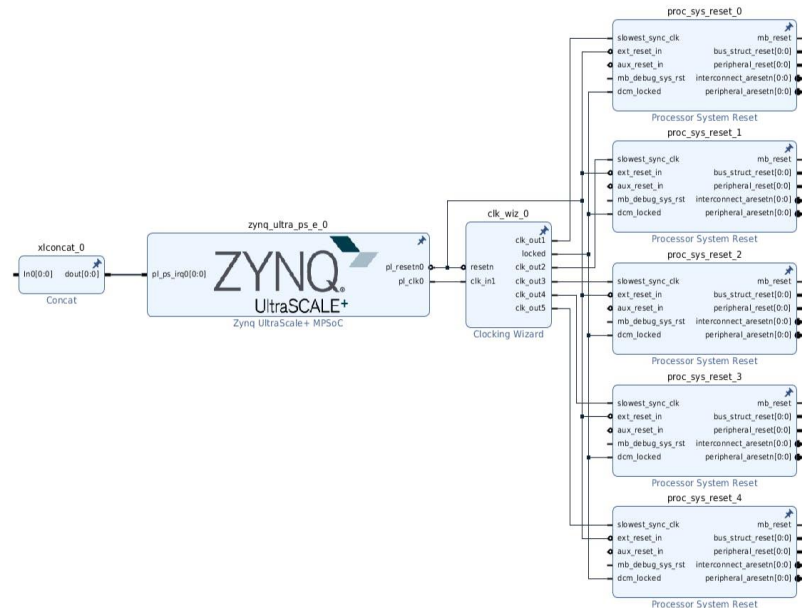 xlconcat_0
In0[0:0]
dout[0:0]
Concat
zynq_ultra_ps_e_0
pl_ps_irq0[0:0]
ZYNQ
UltraSCALE+
pl_resetn0
pl_clk0
Zynq UltraScale+ MPSoC
clk_wiz_0
resetn
clk_in1
clk_out1
locked
clk_out2
clk_out3
clk_out4
clk_out5
Clocking Wizard
proc_sys_reset_0
slowest_sync_clk mb_reset
ext_reset_in bus_struct_reset[0:0]
aux_reset_in peripheral_reset[0:0]
mb_debug_sys_rst interconnect_aresetn[0:0]
dcm_locked peripheral_aresetn[0:0]
Processor System Reset
proc_sys_reset_1
slowest_sync_clk mb_reset
ext_reset_in bus_struct_reset[0:0]
aux_reset_in peripheral_reset[0:0]
mb_debug_sys_rst interconnect_aresetn[0:0]
dcm_locked peripheral_aresetn[0:0]
Processor System Reset
proc_sys_reset_2
slowest_sync_clk mb_reset
ext_reset_in bus_struct_reset[0:0]
aux_reset_in peripheral_reset[0:0]
mb_debug_sys_rst interconnect_aresetn[0:0]
dcm_locked peripheral_aresetn[0:0]
Processor System Reset
proc_sys_reset_3
slowest_sync_clk mb_reset
ext_reset_in bus_struct_reset[0:0]
aux_reset_in peripheral_reset[0:0]
mb_debug_sys_rst interconnect_aresetn[0:0]
dcm_locked peripheral_aresetn[0:0]
Processor System Reset
proc_sys_reset_4
slowest_sync_clk mb_reset
ext_reset_in bus_struct_reset[0:0]
aux_reset_in peripheral_reset[0:0]
mb_debug_sys_rst interconnect_aresetn[0:0]
dcm_locked peripheral_aresetn[0:0]
Processor System Reset